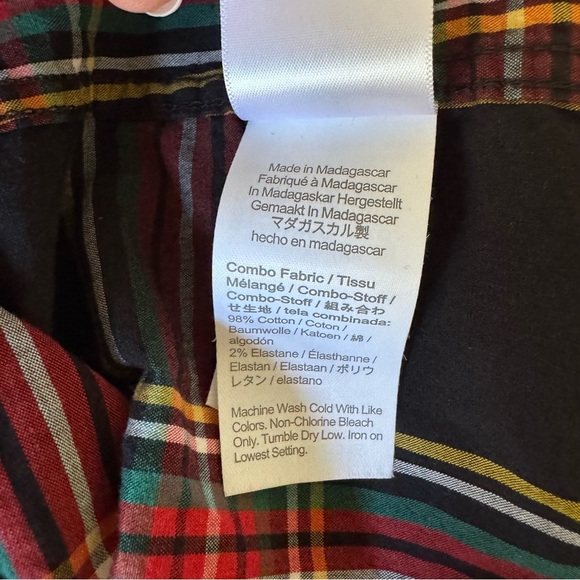 Made in Madagascar
Fabriqué à Madagascar
In Madagaskar Hergestellt
Gemaakt In Madagascar
マダガスカル製
hecho en madagascar
Combo Fabric / Tissu
Mélangé / Combo-Stoff /
Combo-Stoff / 組み合わ
せ生地 / tela combinada:
98% Cotton / Coton /
Baumwolle / Katoen / 綿 /
algodón
2% Elastane / Élasthanne /
Elastan / Elastaan / ポリウ
レタン / elastano
Machine Wash Cold With Like
Colors. Non-Chlorine Bleach
Only. Tumble Dry Low. Iron on
Lowest Setting.